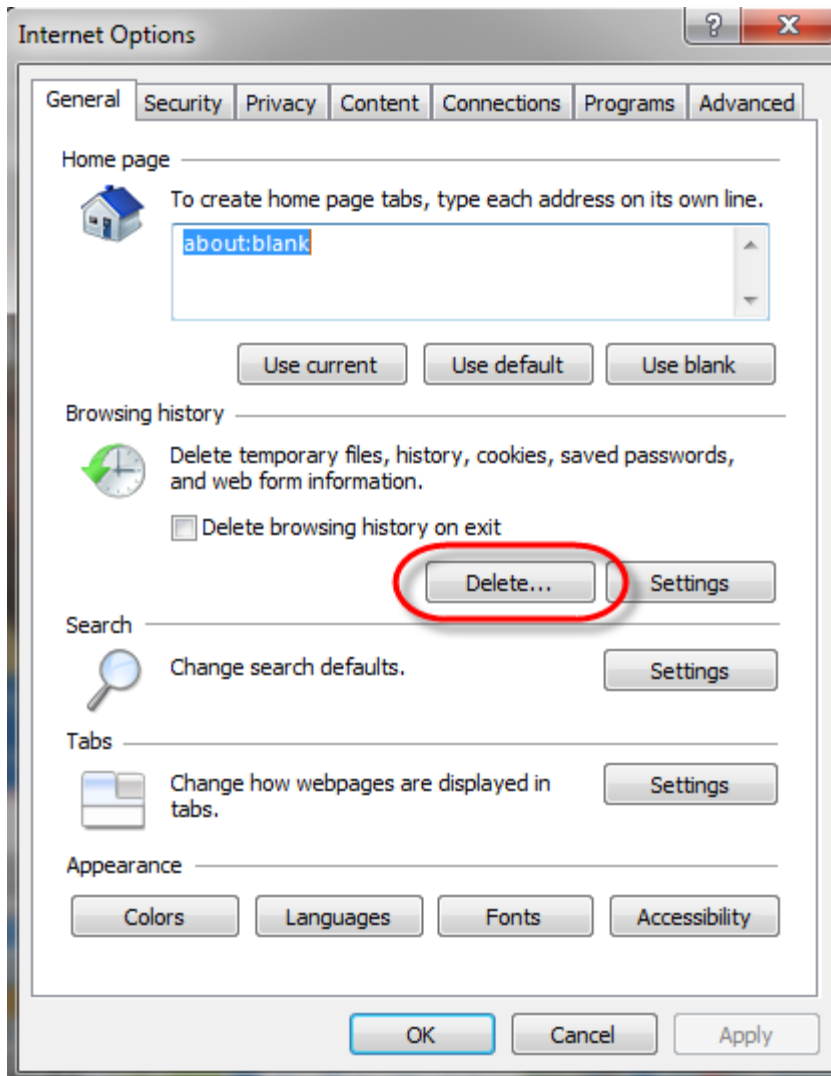 Internet Options
General Security Privacy Content Connections Programs Advanced
Home page
To create home page tabs, type each address on its own line.
about:blank
Use current Use default Use blank
Browsing history
Delete temporary files, history, cookies, saved passwords,
and web form information.
Delete browsing history on exit
Delete... Settings
Search
Change search defaults. Settings
Tabs
Change how webpages are displayed in Settings
tabs.
Appearance
Colors Languages Fonts Accessibility
OK Cancel Apply